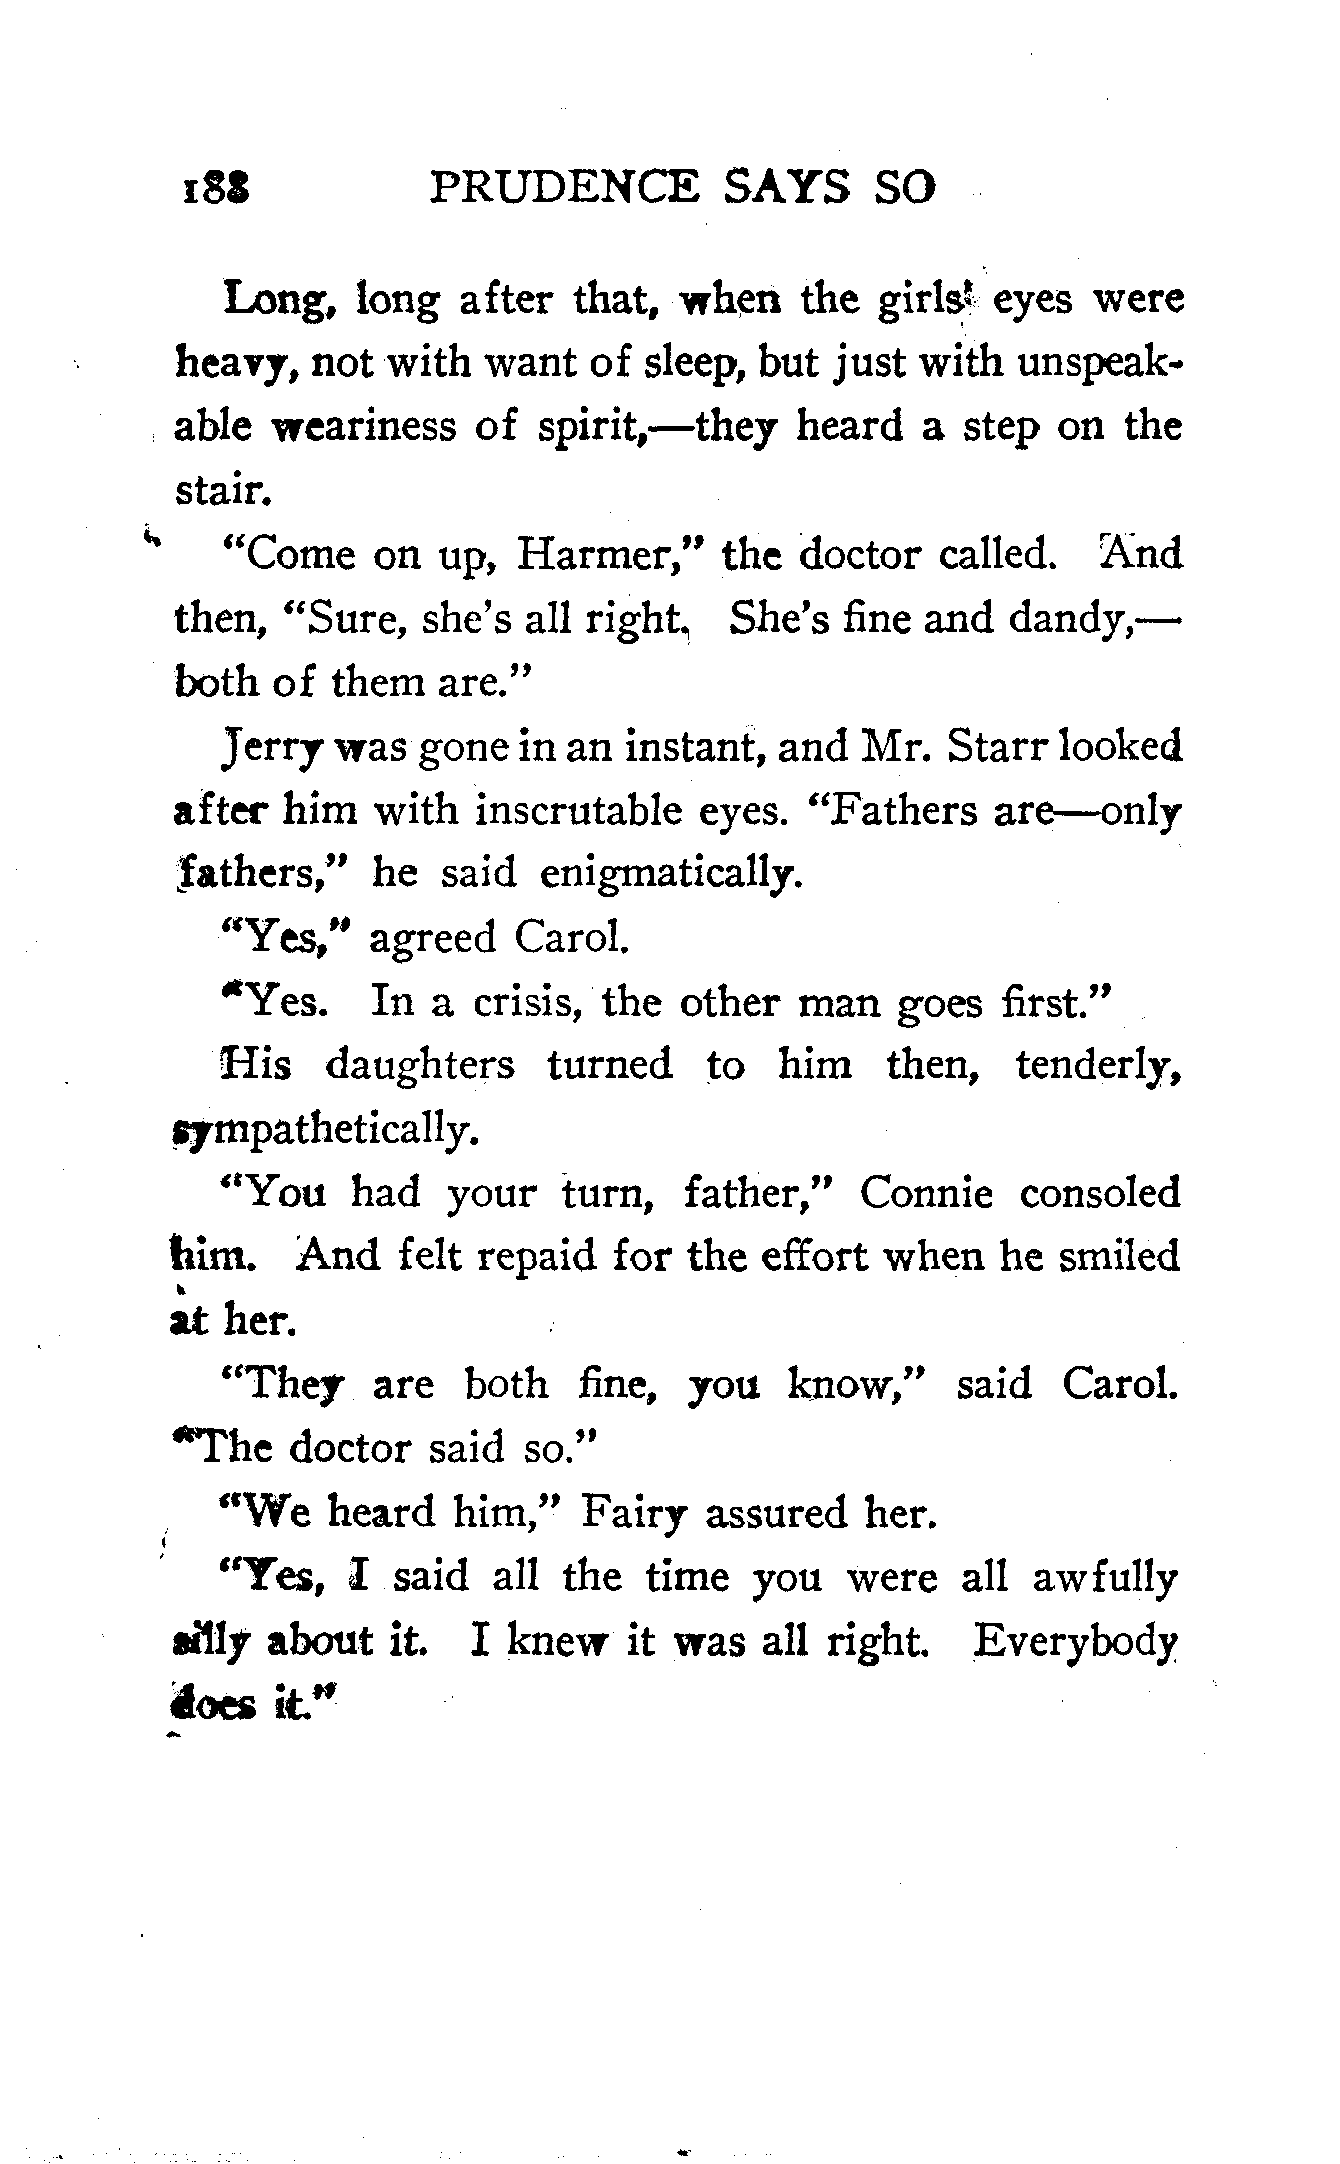 188 PRUDENCE SAYS SO
Long, long after that, when the girls' eyes were
heavy, not with want of sleep, but just with unspeak-
able weariness of spirit,—they heard a step on the
stair.
"Come on up, Harmer," the doctor called. And
then, "Sure, she's all right, She's fine and dandy,—
both of them are."
Jerry was gone in an instant, and Mr. Starr looked
after him with inscrutable eyes. "Fathers are—only
fathers," he said enigmatically.
"Yes," agreed Carol.
"Yes. In a crisis, the other man goes first."
His daughters turned to him then, tenderly,
sympathetically.
"You had your turn, father," Connie consoled
him. And felt repaid for the effort when he smiled
at her.
"They are both fine, you know," said Carol.
"The doctor said so."
"We heard him," Fairy assured her.
"Yes, I said all the time you were all awfully
silly about it. I knew it was all right. Everybody
does it."